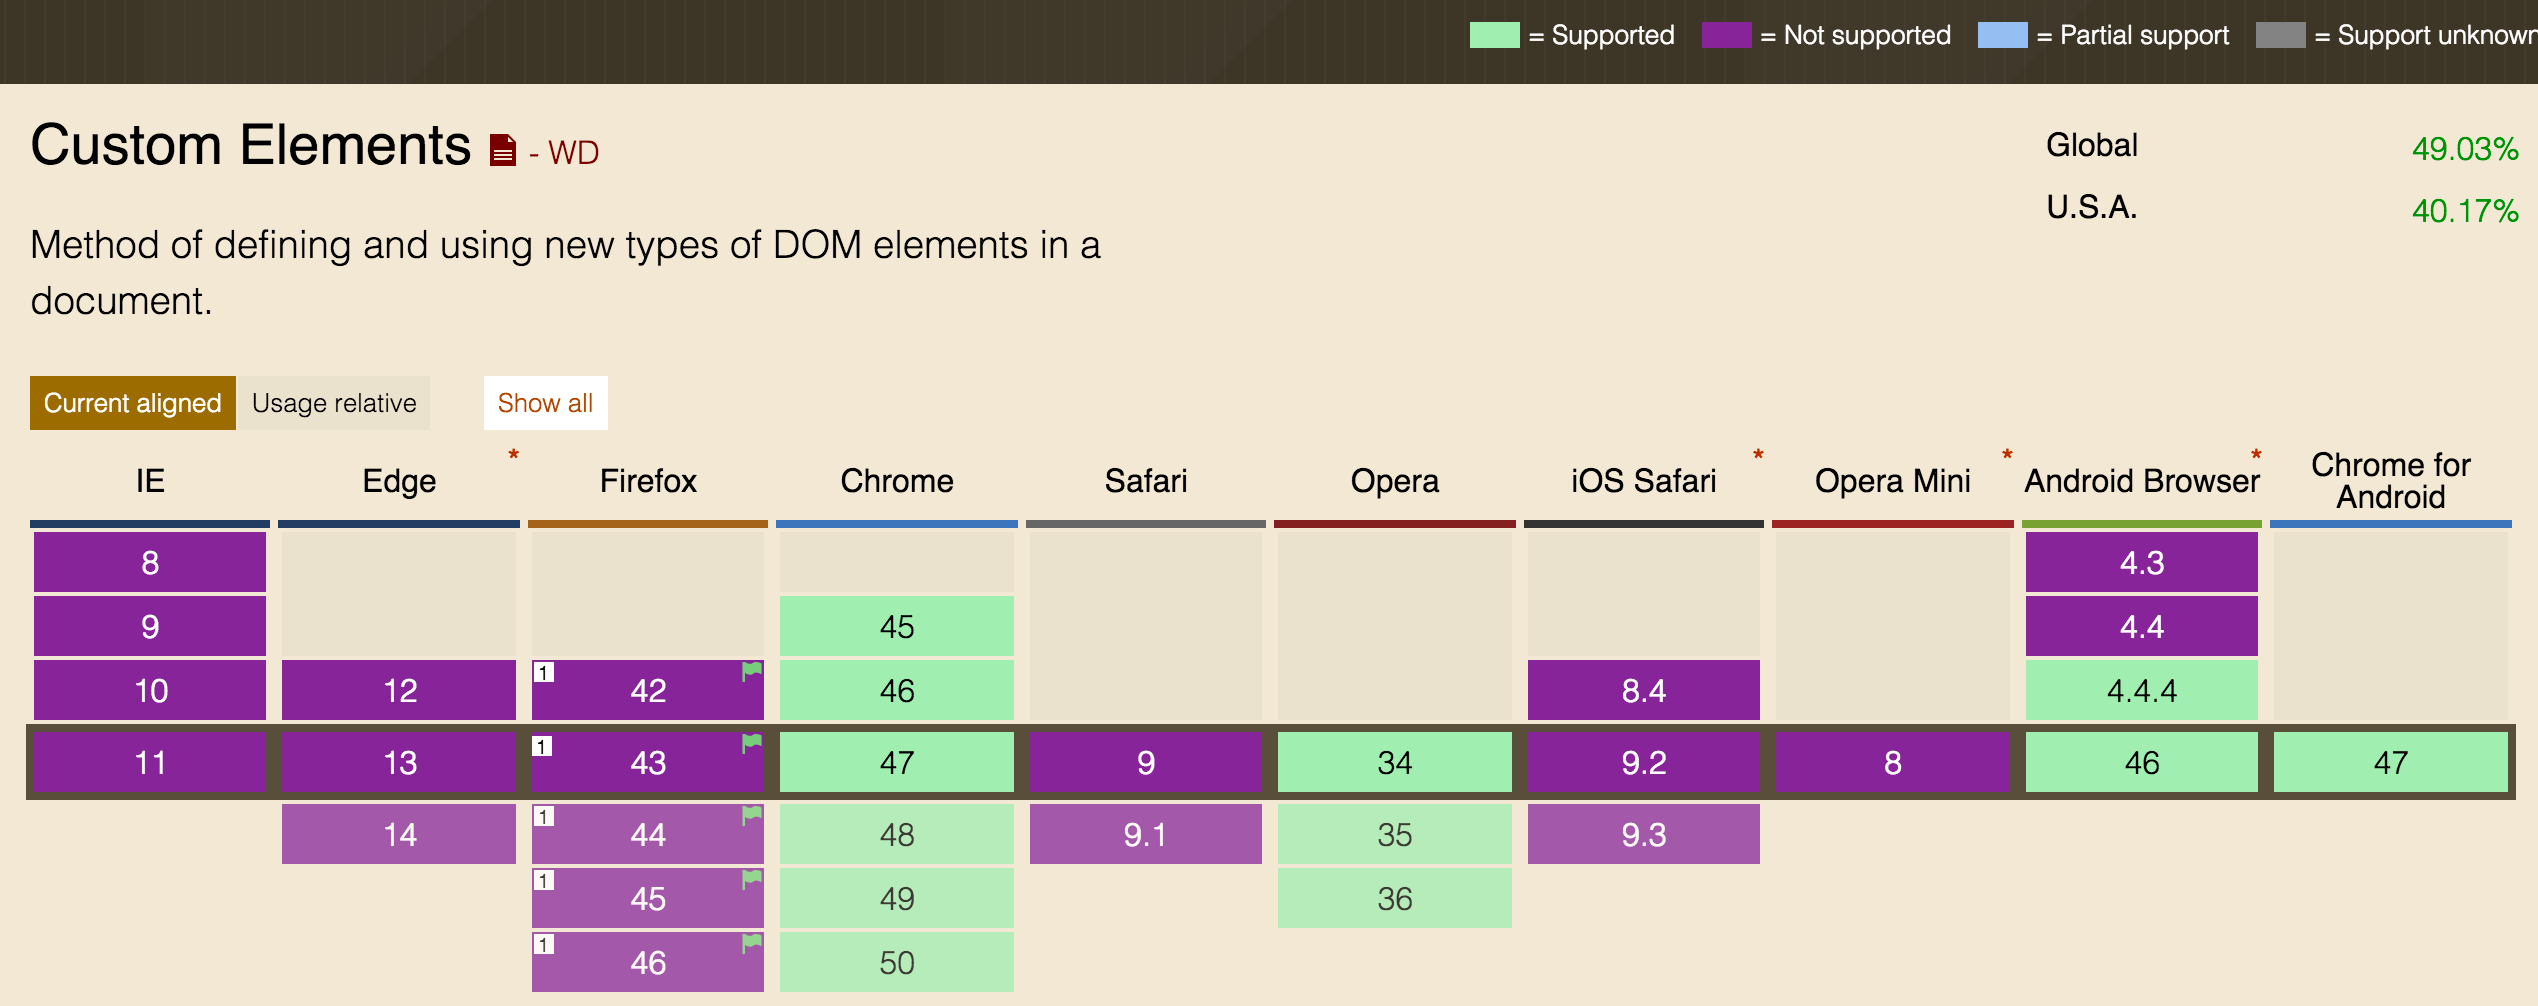 = Supported = Not supported = Partial support = Support unknown
Custom Elements - WD
Global 49.03%
U.S.A. 40.17%
Method of defining and using new types of DOM elements in a
document.
Current aligned Usage relative Show all
IE Edge * Firefox Chrome Safari Opera iOS Safari * Opera Mini * Android Browser * Chrome for
Android
8 4.3
9 45 4.4
10 12 1 42 46 8.4 4.4.4
11 13 1 43 47 9 34 9.2 8 46 47
14 1 44 48 9.1 35 9.3
1 45 49 36
1 46 50